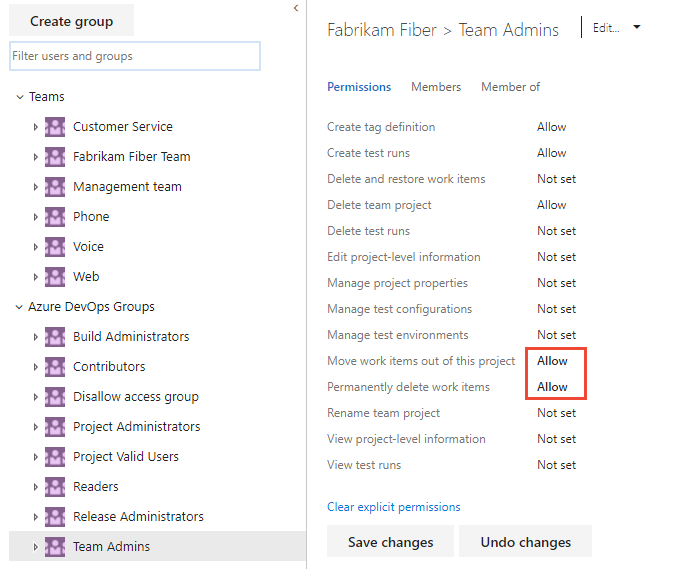 Create group
Filter users and groups
Teams
Customer Service
Fabrikam Fiber Team
Management team
Phone
Voice
Web
Azure DevOps Groups
Build Administrators
Contributors
Disallow access group
Project Administrators
Project Valid Users
Readers
Release Administrators
Team Admins
Fabrikam Fiber > Team Admins
Edit...
Permissions Members Member of
Create tag definition Allow
Create test runs Allow
Delete and restore work items Not set
Delete team project Allow
Delete test runs Not set
Edit project-level information Not set
Manage project properties Not set
Manage test configurations Not set
Manage test environments Not set
Move work items out of this project Allow
Permanently delete work items Allow
Rename team project Not set
View project-level information Not set
View test runs Not set
Clear explicit permissions
Save changes Undo changes